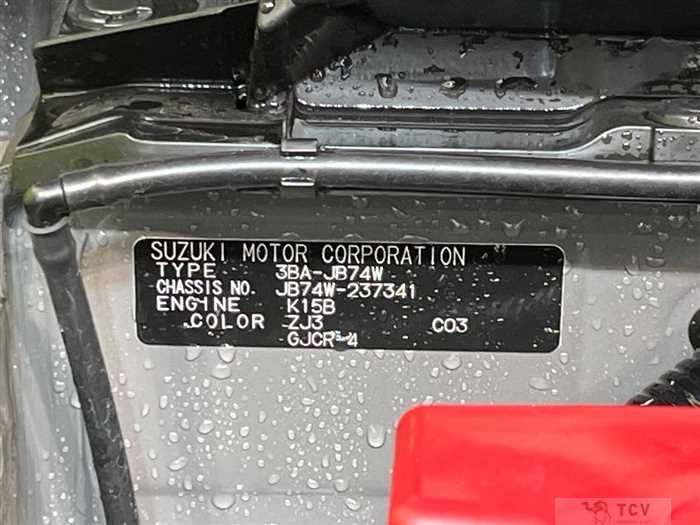 SUZUKI MOTOR CORPORATION
TYPE 3BA-JB74W
CHASSIS NO. JB74W-237341
ENGINE K15B
COLOR ZJ3 C03
GJCR-4
TCV